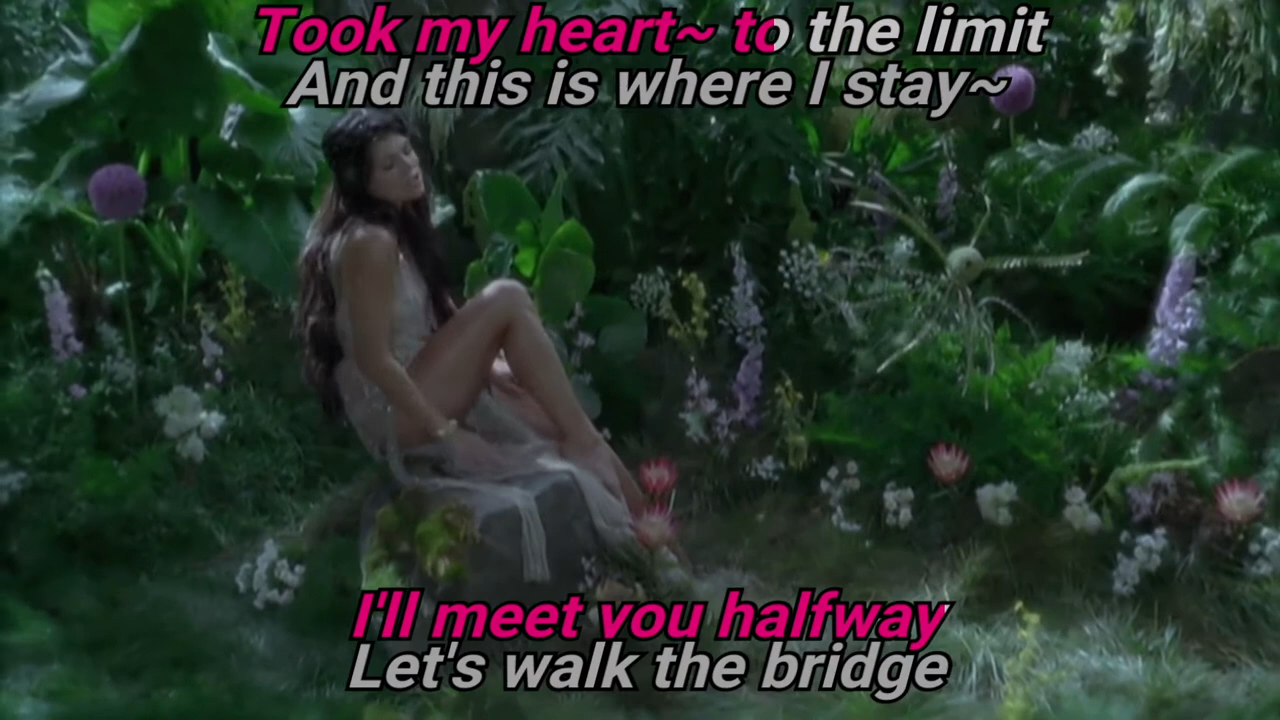 Took my heart~ to the limit
And this is where I stay~
I'll meet you halfway
Let's walk the bridge